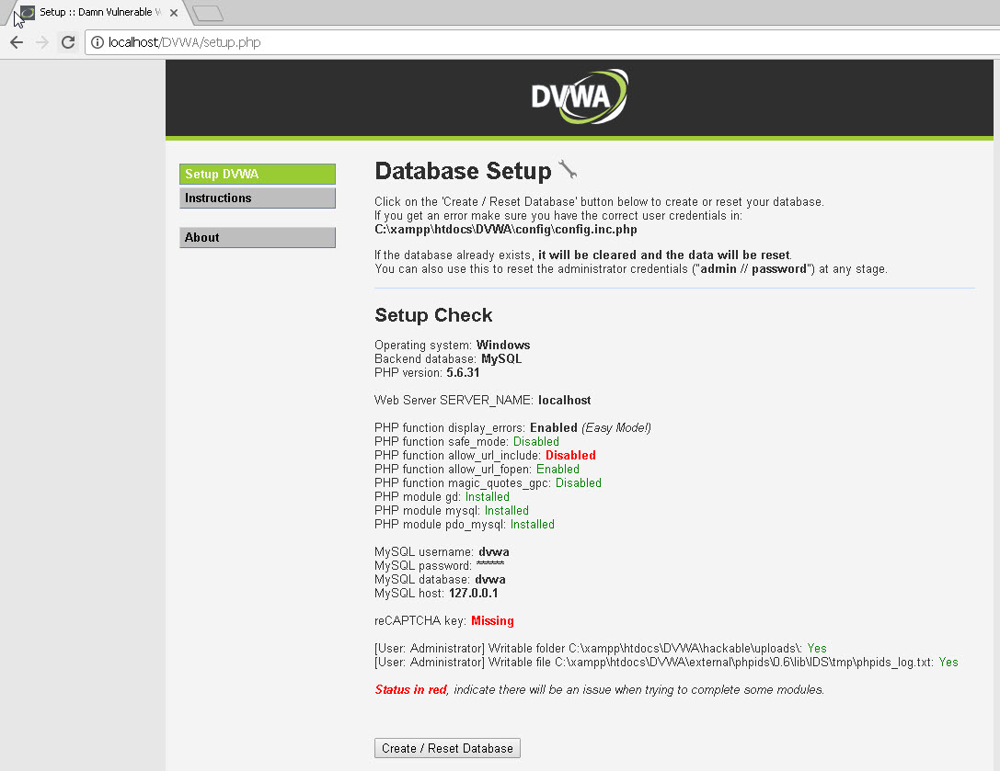 Setup :: Damn Vulnerable W
localhost/DVWA/setup.php
DVWA
Setup DVWA
Instructions
About
Database Setup
Click on the 'Create / Reset Database' button below to create or reset your database.
If you get an error make sure you have the correct user credentials in:
C:\xampp\htdocs\DVWA\config\config.inc.php
If the database already exists, it will be cleared and the data will be reset.
You can also use this to reset the administrator credentials ("admin // password") at any stage.
Setup Check
Operating system: Windows
Backend database: MySQL
PHP version: 5.6.31
Web Server SERVER_NAME: localhost
PHP function display_errors: Enabled (Easy Mode!)
PHP function safe_mode: Disabled
PHP function allow_url_include: Disabled
PHP function allow_url_fopen: Enabled
PHP function magic_quotes_gpc: Disabled
PHP module gd: Installed
PHP module mysql: Installed
PHP module pdo_mysql: Installed
MySQL username: dvwa
MySQL password: ******
MySQL database: dvwa
MySQL host: 127.0.0.1
reCAPTCHA key: Missing
[User: Administrator] Writable folder C:\xampp\htdocs\DVWA\hackable\uploads\: Yes
[User: Administrator] Writable file C:\xampp\htdocs\DVWA\external\phpids\0.6\lib\IDS\tmp\phpids_log.txt: Yes
Status in red, indicate there will be an issue when trying to complete some modules.
Create / Reset Database